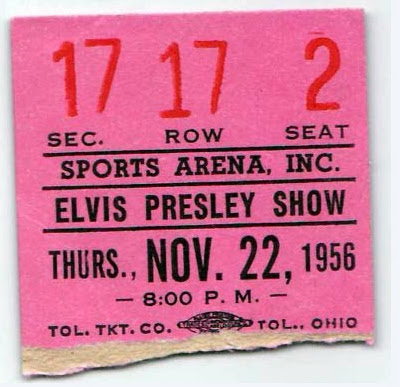 17 17 2
SEC. ROW SEAT
SPORTS ARENA, INC.
ELVIS PRESLEY SHOW
THURS., NOV. 22, 1956
— 8:00 P. M. —
TOL. TKT. CO. TOL., OHIO